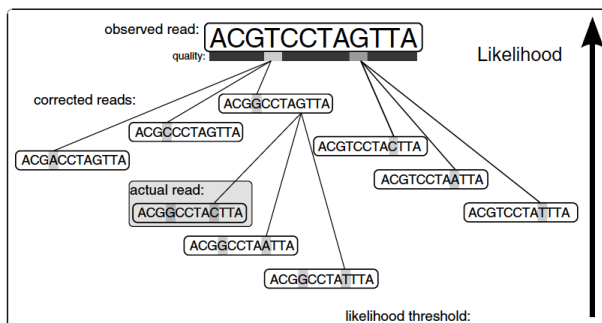 observed read: ACGTCCTAGTTA
quality:
Likelihood
corrected reads:
ACGGCCTAGTTA
ACGCCCTAGTTA
ACGTCCTACTTA
ACGACCTAGTTA
ACGTCCTAATTA
actual read:
ACGGCCTACTTA
ACGTCCTATTTA
ACGGCCTAATTA
ACGGCCTATTTA
likelihood threshold: